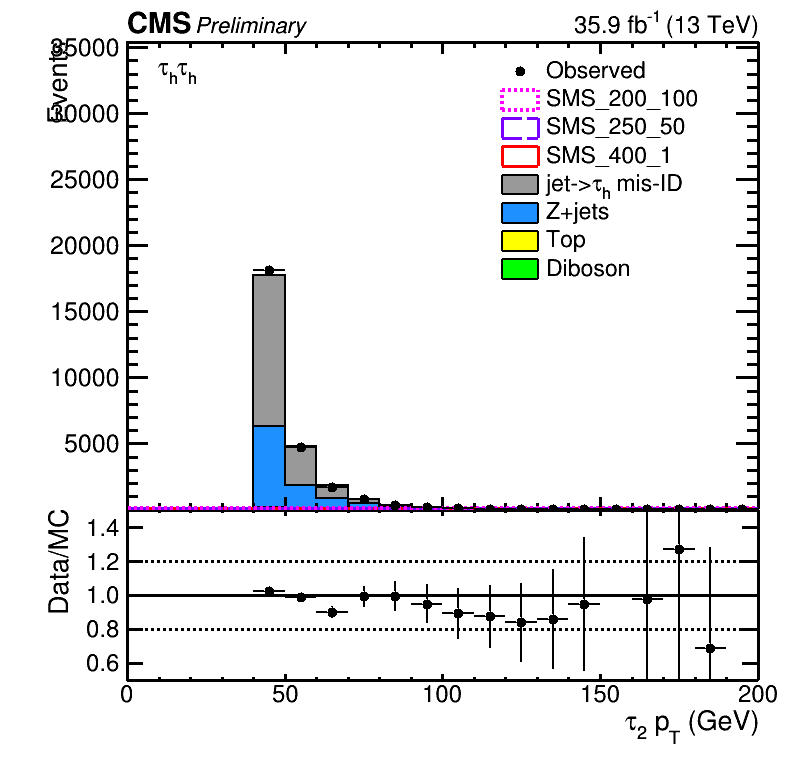 CMS Preliminary 35.9 fb⁻¹ (13 TeV)
Events
35000
30000
25000
20000
15000
10000
5000
τhτh
Observed
SMS_200_100
SMS_250_50
SMS_400_1
jet->τh mis-ID
Z+jets
Top
Diboson
Data/MC
1.4
1.2
1.0
0.8
0.6
0 50 100 150 200
τ2 pT (GeV)